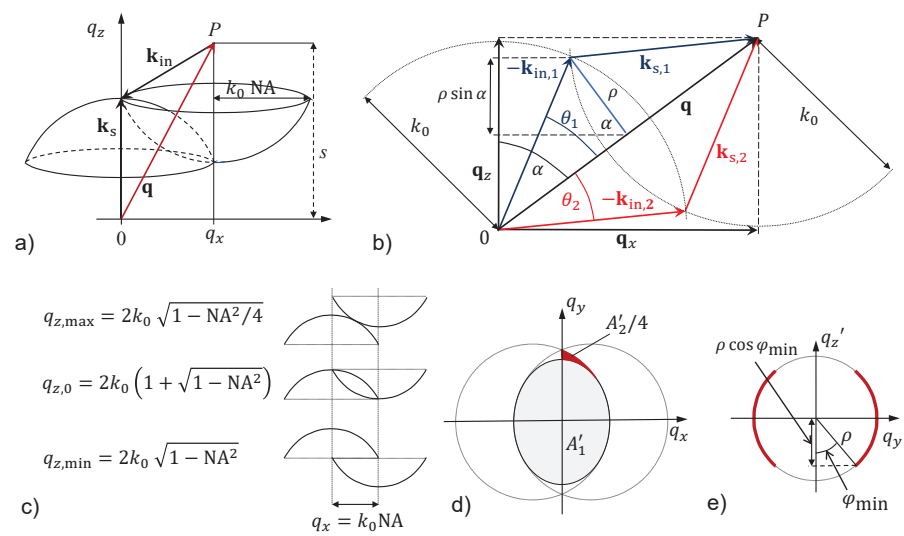 q_z
P
k_in
k_0 NA
k_s
s
q
0
q_x
a)
P
−k_in,1
k_s,1
ρ sin α
ρ
q
k_0
k_0
θ_1
α
q_z
α
k_s,2
θ_2
−k_in,2
0
q_x
b)
q_z,max = 2k_0 √(1 − NA²/4)
q_z,0 = 2k_0 (1 + √(1 − NA²))
q_z,min = 2k_0 √(1 − NA²)
q_x = k_0NA
c)
q_y
A′_2/4
q_x
A′_1
d)
q_z′
ρ cos φ_min
ρ
q_y
φ_min
e)